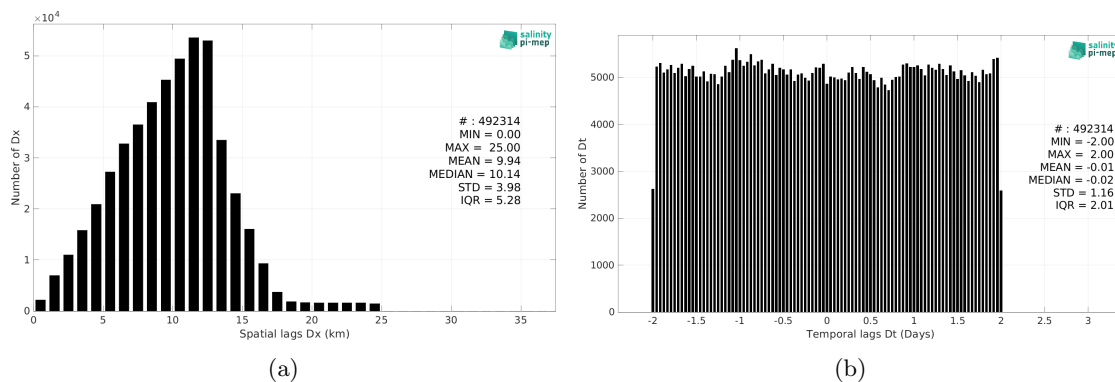 ×10⁴
5
4
3
2
1
0
Number of Dx
0 5 10 15 20 25 30 35
Spatial lags Dx (km)
salinity
pi-mep
# : 492314
MIN = 0.00
MAX = 25.00
MEAN = 9.94
MEDIAN = 10.14
STD = 3.98
IQR = 5.28
(a)
5000
4000
3000
2000
1000
0
Number of Dt
-2 -1.5 -1 -0.5 0 0.5 1 1.5 2 2.5 3
Temporal lags Dt (Days)
salinity
pi-mep
# : 492314
MIN = -2.00
MAX = 2.00
MEAN = -0.01
MEDIAN = -0.02
STD = 1.16
IQR = 2.01
(b)